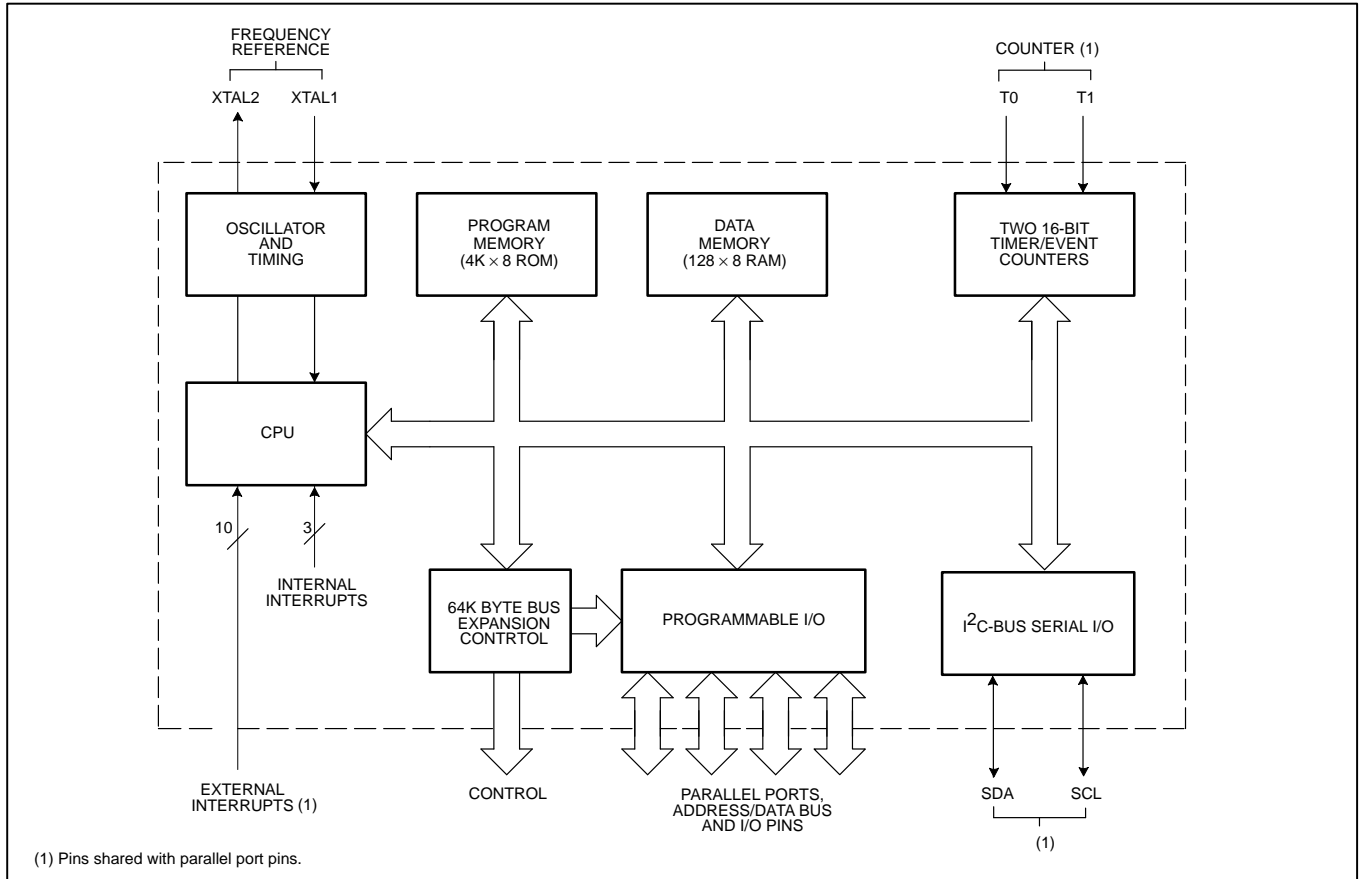 FREQUENCY
REFERENCE
COUNTER (1)
XTAL2 XTAL1
T0 T1
OSCILLATOR
AND
TIMING
PROGRAM
MEMORY
(4K × 8 ROM)
DATA
MEMORY
(128 × 8 RAM)
TWO 16-BIT
TIMER/EVENT
COUNTERS
CPU
10
3
INTERNAL
INTERRUPTS
64K BYTE BUS
EXPANSION
CONTRTOL
PROGRAMMABLE I/O
I²C-BUS SERIAL I/O
EXTERNAL
INTERRUPTS (1)
CONTROL
PARALLEL PORTS,
ADDRESS/DATA BUS
AND I/O PINS
SDA SCL
(1)
(1) Pins shared with parallel port pins.